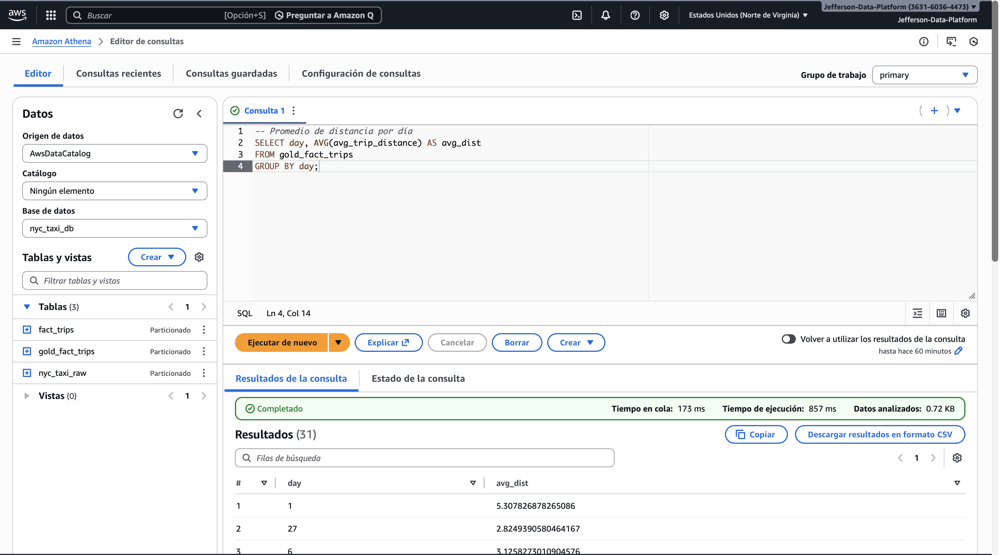 aws
Buscar [Opción+S] Preguntar a Amazon Q
Estados Unidos (Norte de Virginia)
Jefferson-Data-Platform (3631-6036-4473)
Jefferson-Data-Platform
Amazon Athena > Editor de consultas
Editor Consultas recientes Consultas guardadas Configuración de consultas
Grupo de trabajo primary
Datos
Origen de datos
AwsDataCatalog
Catálogo
Ningún elemento
Base de datos
nyc_taxi_db
Tablas y vistas Crear
Filtrar tablas y vistas
Tablas (3) 1
fact_trips Particionado
gold_fact_trips Particionado
nyc_taxi_raw Particionado
Vistas (0) 1
Consulta 1
1 -- Promedio de distancia por día
2 SELECT day, AVG(avg_trip_distance) AS avg_dist
3 FROM gold_fact_trips
4 GROUP BY day;
SQL Ln 4, Col 14
Ejecutar de nuevo Explicar Cancelar Borrar Crear
Volver a utilizar los resultados de la consulta
hasta hace 60 minutos
Resultados de la consulta Estado de la consulta
Completado Tiempo en cola: 173 ms Tiempo de ejecución: 857 ms Datos analizados: 0.72 KB
Resultados (31) Copiar Descargar resultados en formato CSV
Filas de búsqueda 1
# day avg_dist
1 1 5.307826878265086
2 27 2.8249390580464167
3 6 3.1258273010904576